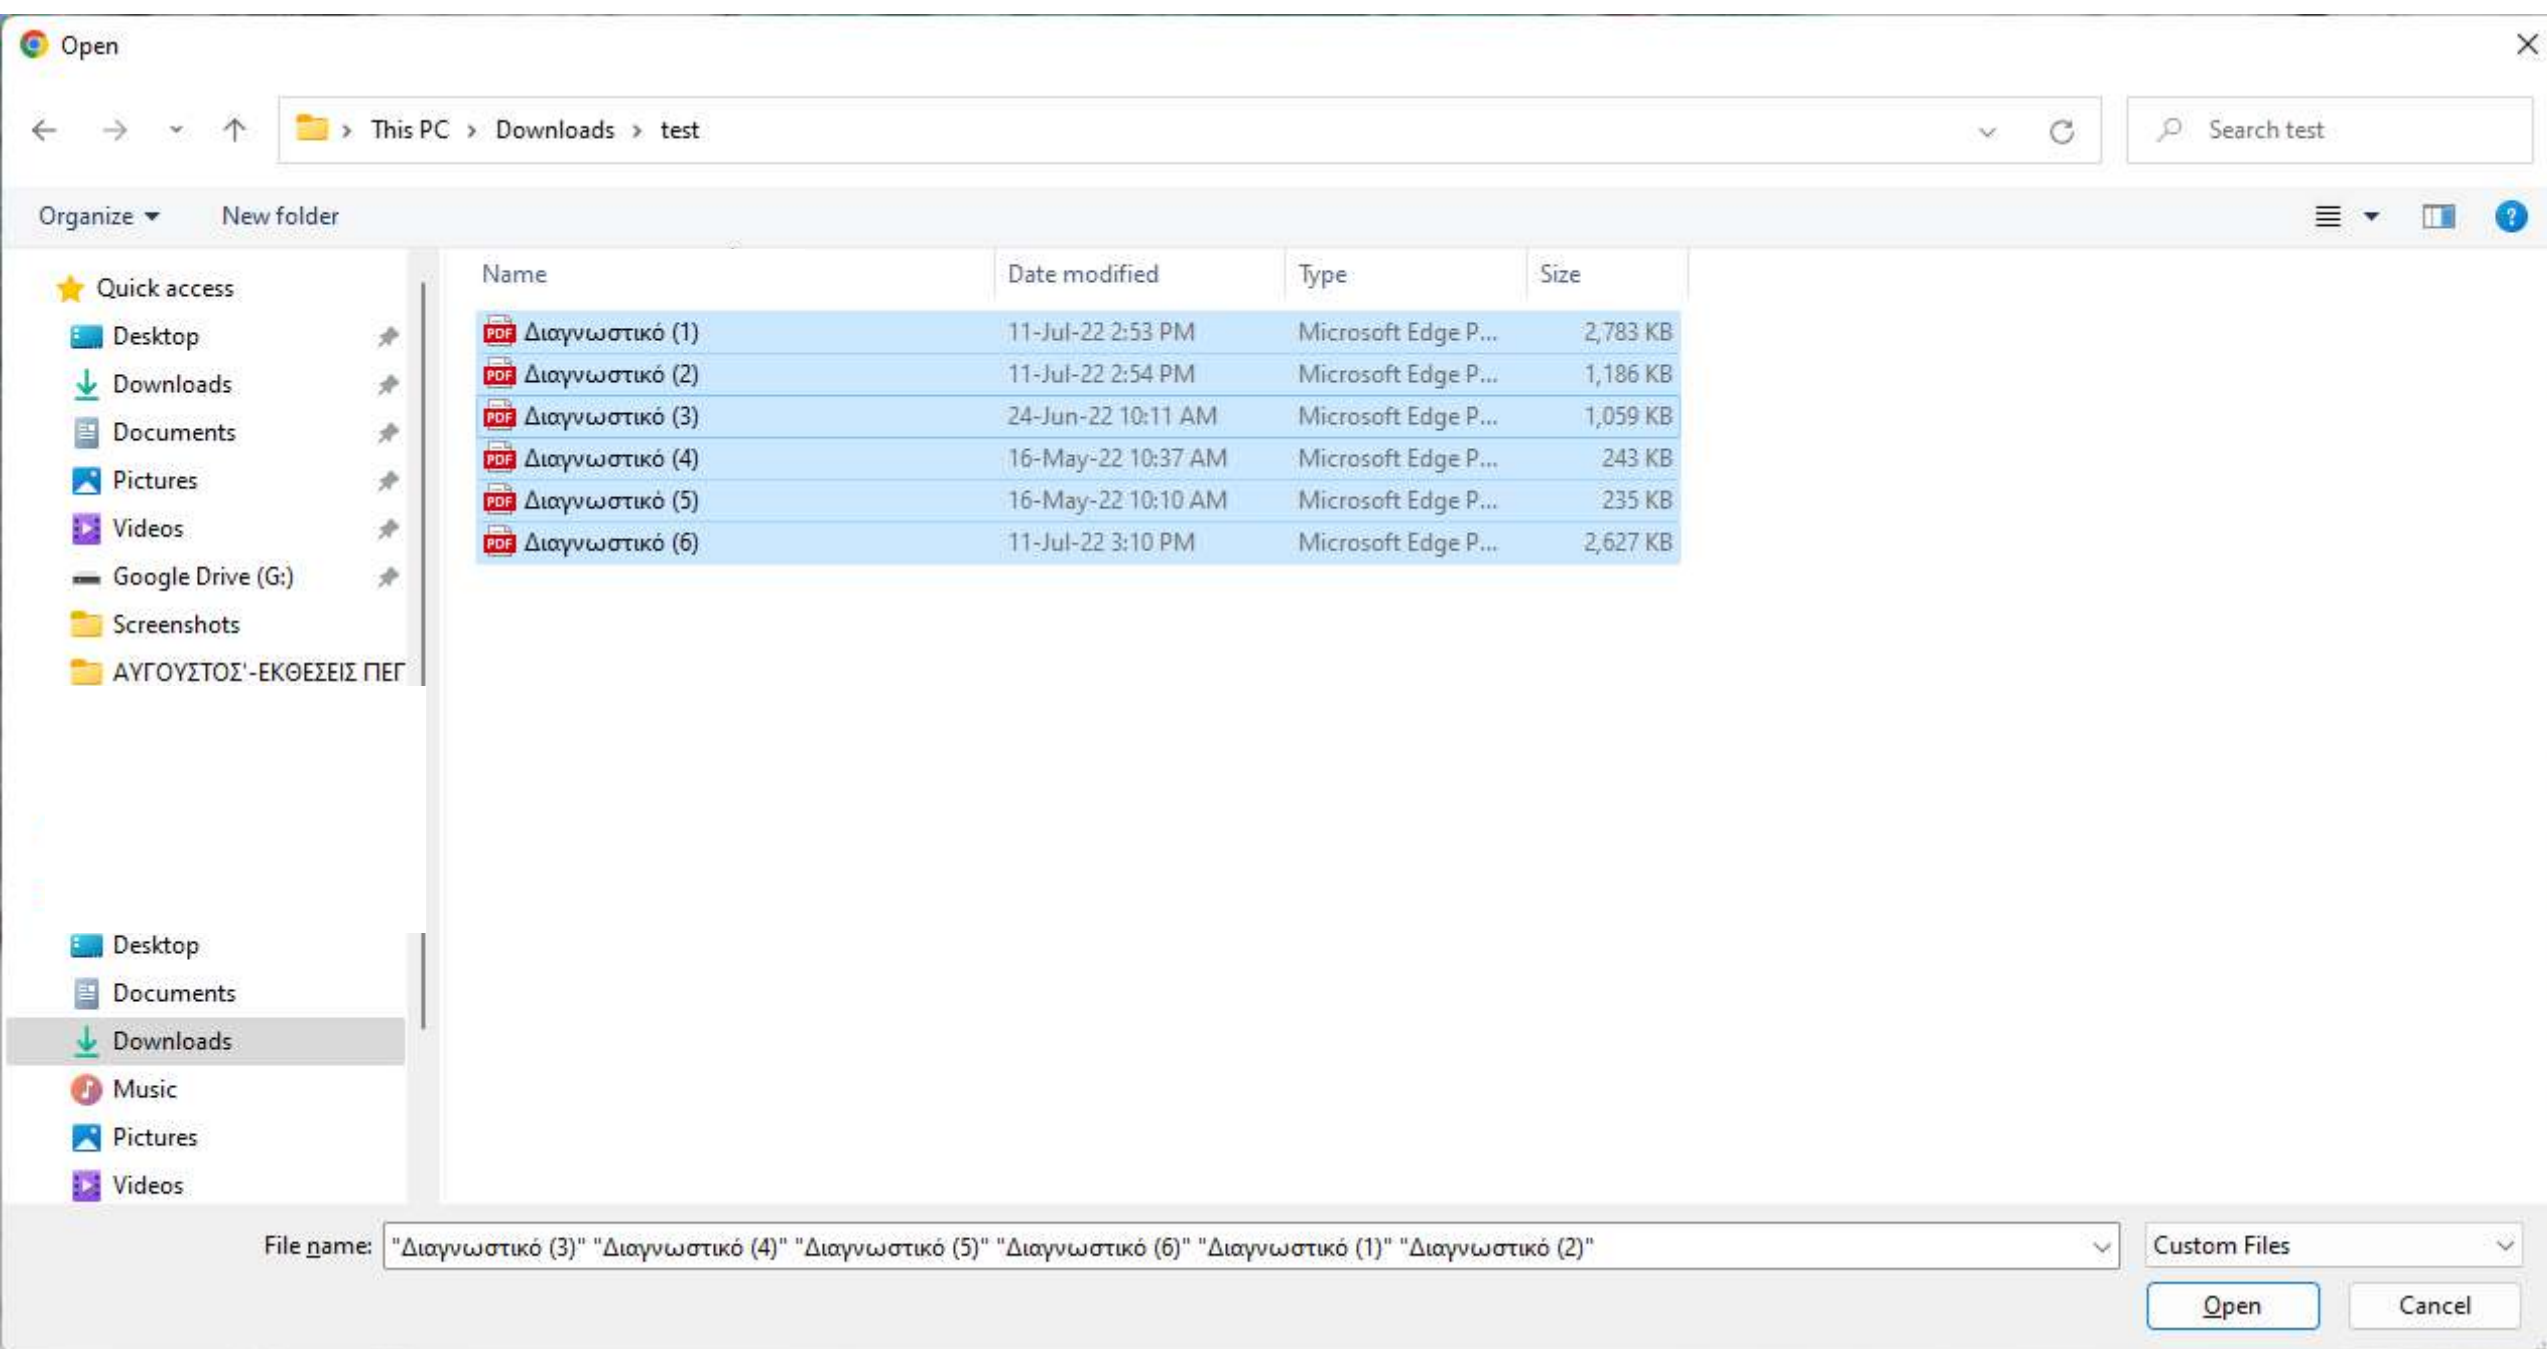 Open
This PC > Downloads > test
Search test
Organize
New folder
Name Date modified Type Size
Διαγνωστικό (1) 11-Jul-22 2:53 PM Microsoft Edge P... 2,783 KB
Διαγνωστικό (2) 11-Jul-22 2:54 PM Microsoft Edge P... 1,186 KB
Διαγνωστικό (3) 24-Jun-22 10:11 AM Microsoft Edge P... 1,059 KB
Διαγνωστικό (4) 16-May-22 10:37 AM Microsoft Edge P... 243 KB
Διαγνωστικό (5) 16-May-22 10:10 AM Microsoft Edge P... 235 KB
Διαγνωστικό (6) 11-Jul-22 3:10 PM Microsoft Edge P... 2,627 KB
Quick access
Desktop
Downloads
Documents
Pictures
Videos
Google Drive (G:)
Screenshots
ΑΥΓΟΥΣΤΟΣ'-ΕΚΘΕΣΕΙΣ ΠΕΓ
Desktop
Documents
Downloads
Music
Pictures
Videos
File name: "Διαγνωστικό (3)" "Διαγνωστικό (4)" "Διαγνωστικό (5)" "Διαγνωστικό (6)" "Διαγνωστικό (1)" "Διαγνωστικό (2)"
Custom Files
Open
Cancel